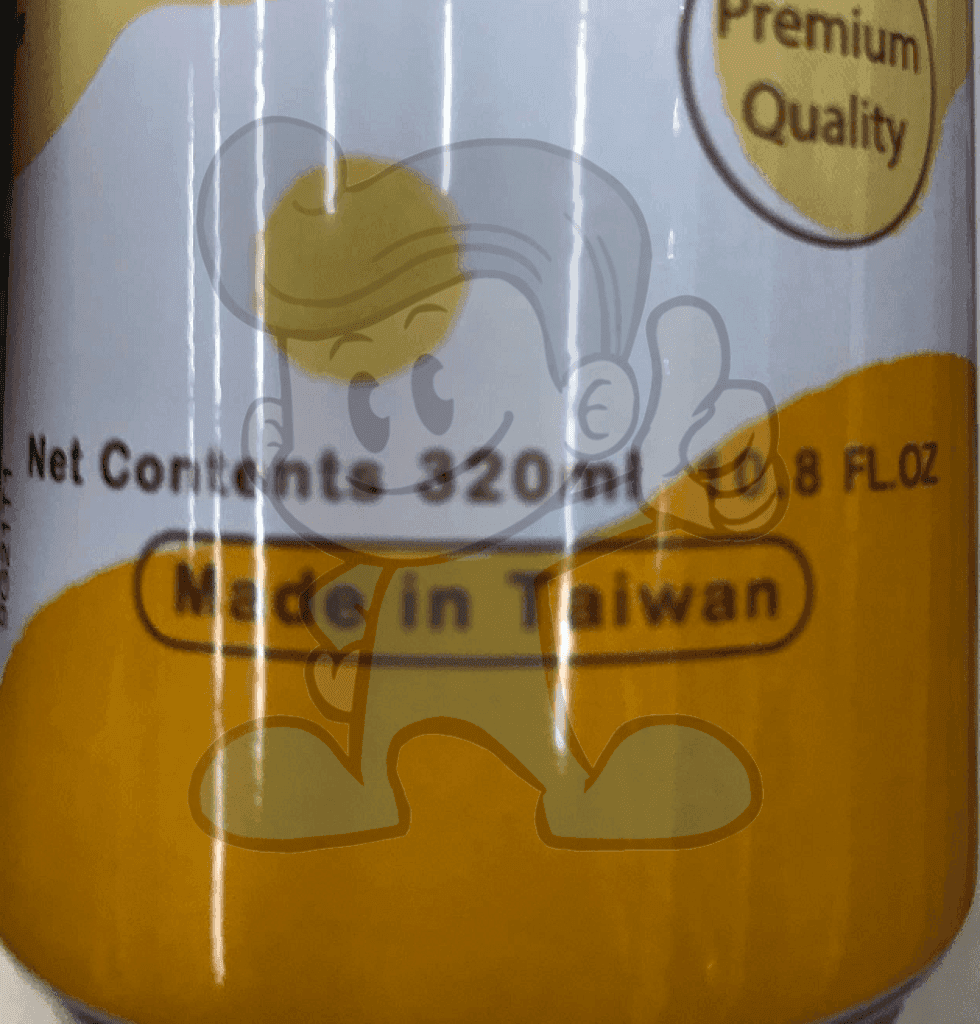 Premium
Quality
Net Contents 320ml 10.8 FL.OZ
Made in Taiwan